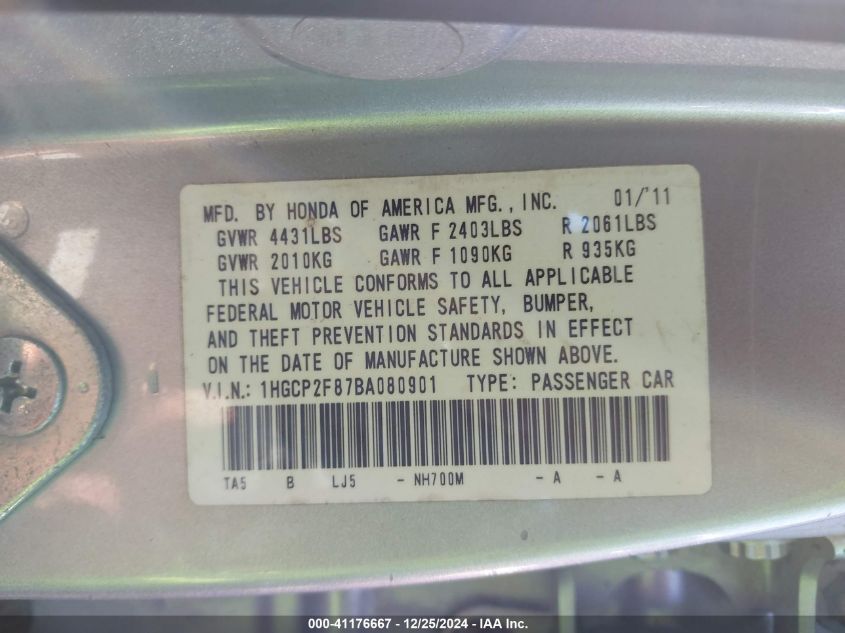 MFD. BY HONDA OF AMERICA MFG., INC. 01/'11
GVWR 4431LBS GAWR F 2403LBS R 2061LBS
GVWR 2010KG GAWR F 1090KG R 935KG
THIS VEHICLE CONFORMS TO ALL APPLICABLE
FEDERAL MOTOR VEHICLE SAFETY, BUMPER,
AND THEFT PREVENTION STANDARDS IN EFFECT
ON THE DATE OF MANUFACTURE SHOWN ABOVE.
V.I.N.: 1HGCP2F87BA080901 TYPE: PASSENGER CAR
TA5 B LJ5 - NH700M - A - A
000-41176667 - 12/25/2024 - IAA Inc.